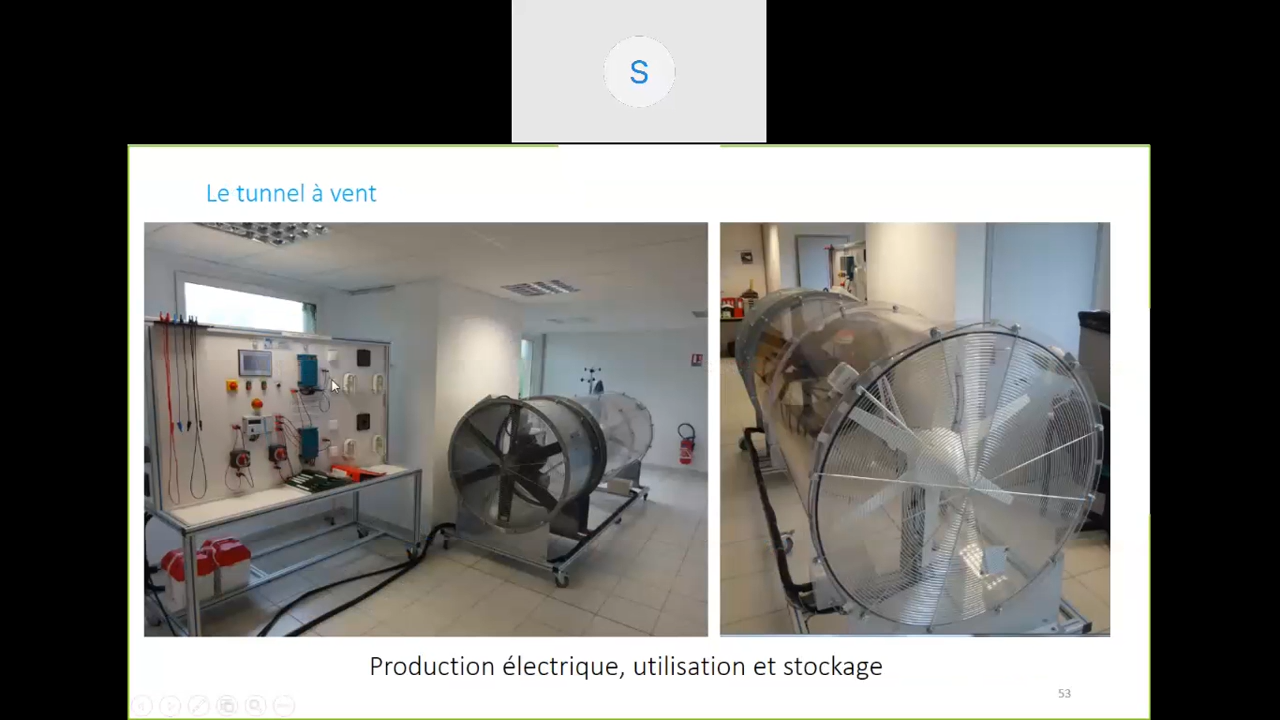 S
Le tunnel à vent
Production électrique, utilisation et stockage
53